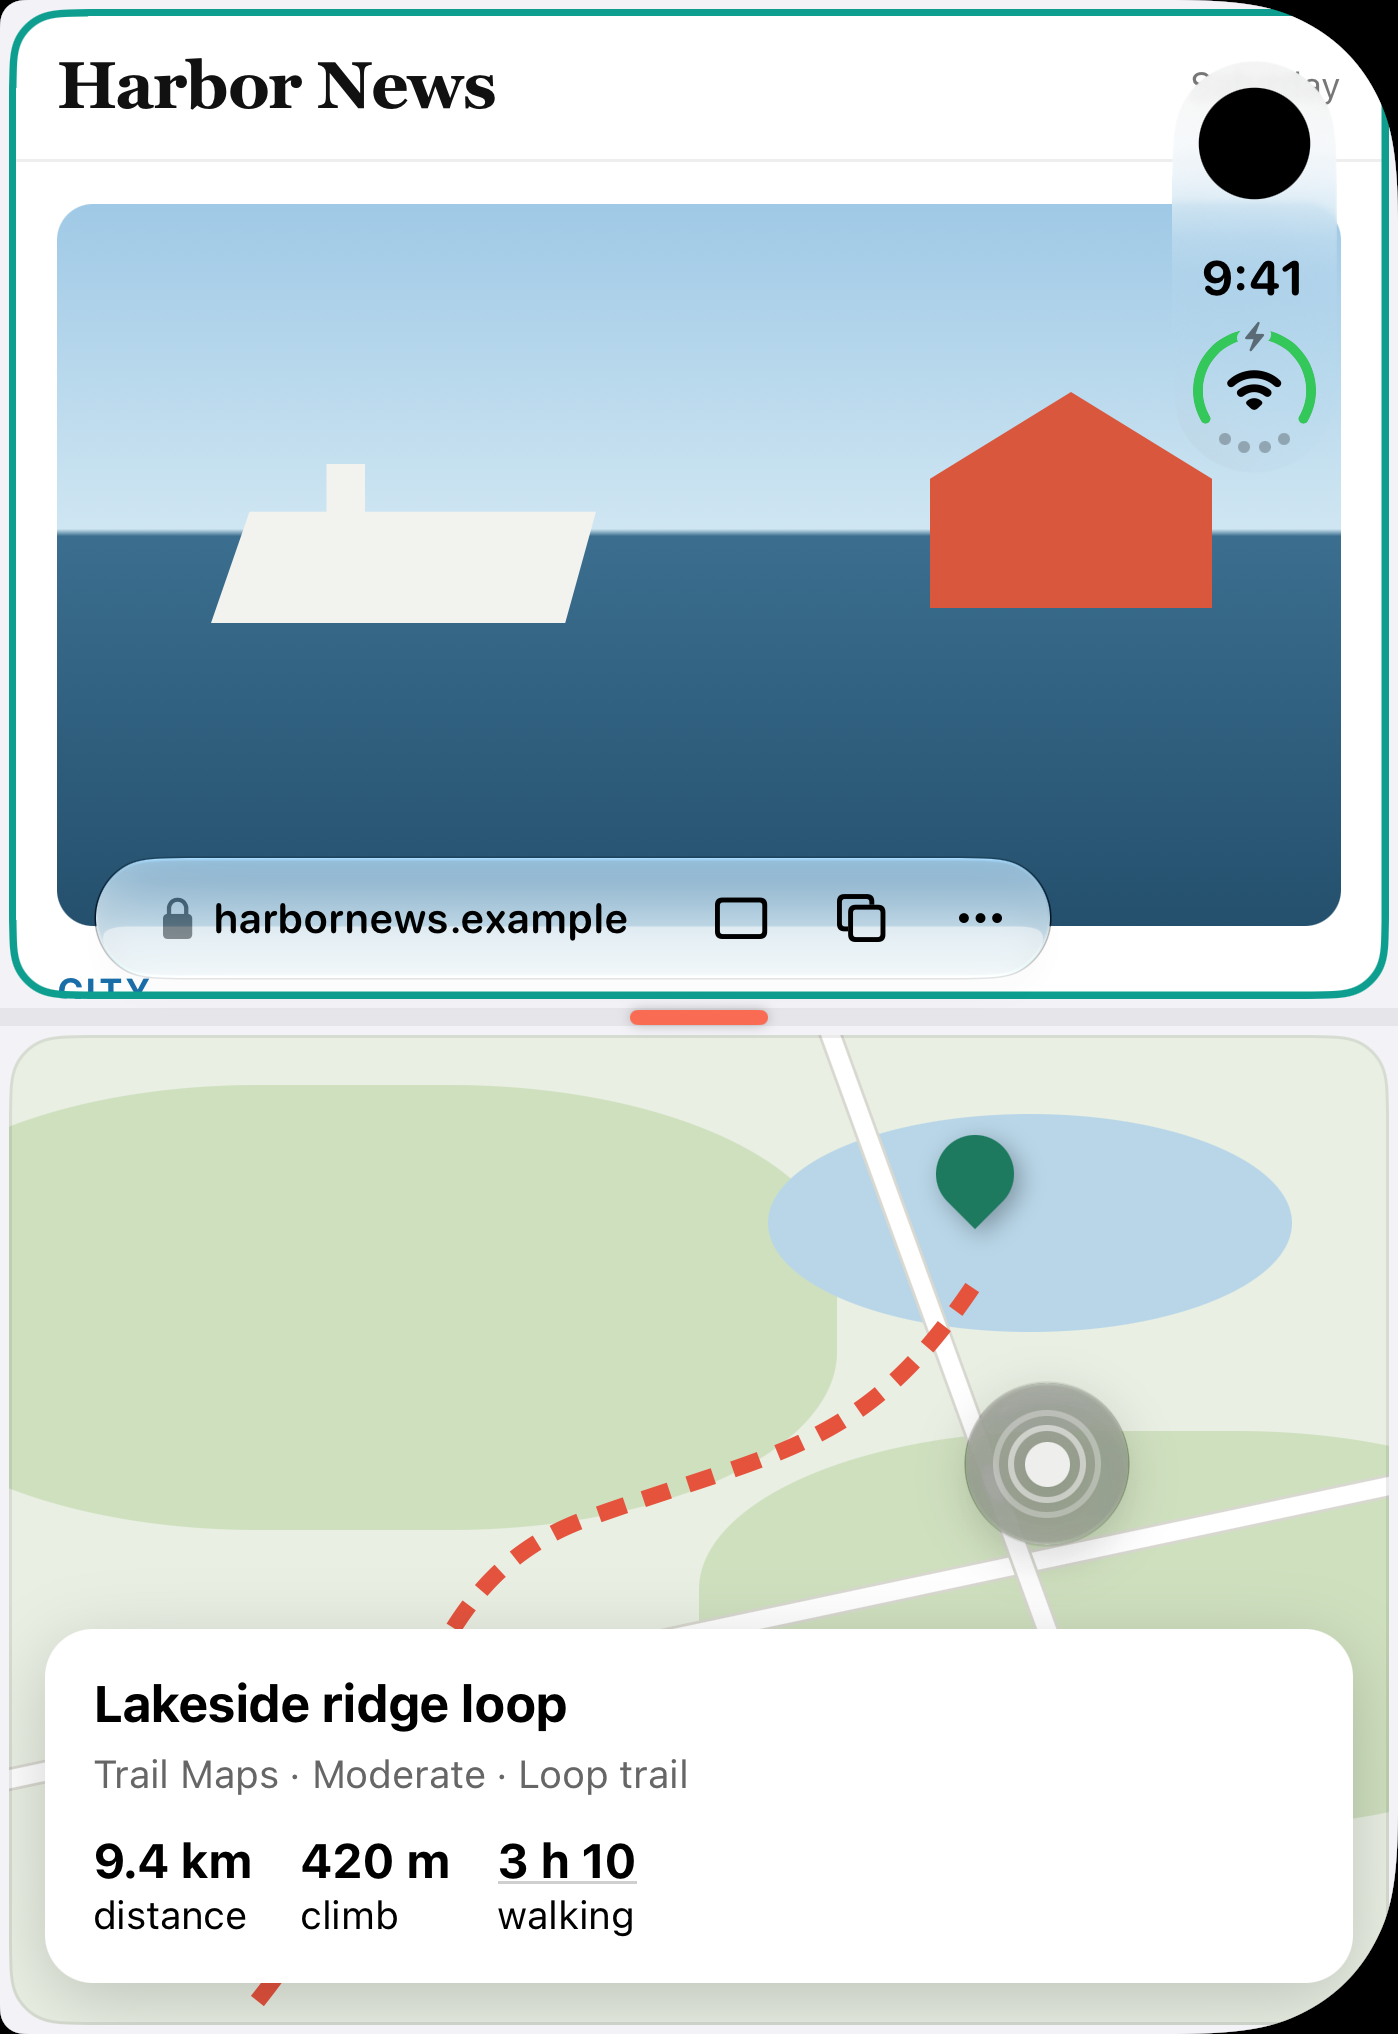 Harbor News
9:41
harbornews.example
CITY
Lakeside ridge loop
Trail Maps · Moderate · Loop trail
9.4 km 420 m 3 h 10
distance climb walking